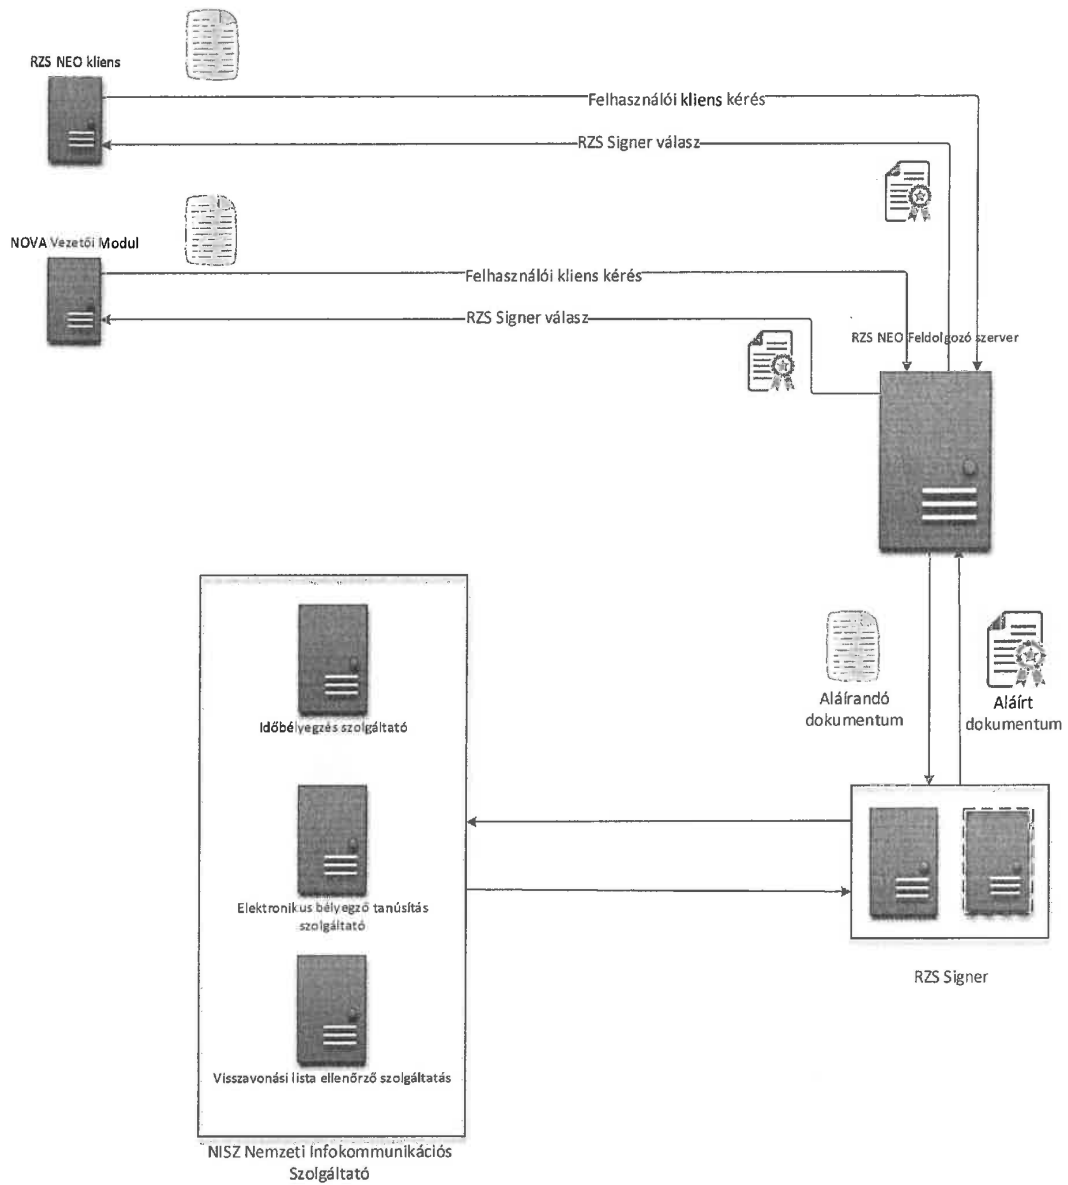 RZS NEO kliens
Felhasználói kliens kérés
RZS Signer válasz
NOVA Vezetői Modul
Felhasználói kliens kérés
RZS Signer válasz
RZS NEO Feldolgozó szerver
Aláírandó
dokumentum
Aláírt
dokumentum
Időbélyegzés szolgáltató
Elektronikus bélyegző tanúsítás
szolgáltató
RZS Signer
Visszavonási lista ellenőrző szolgáltatás
NISZ Nemzeti Infokommunikációs
Szolgáltató